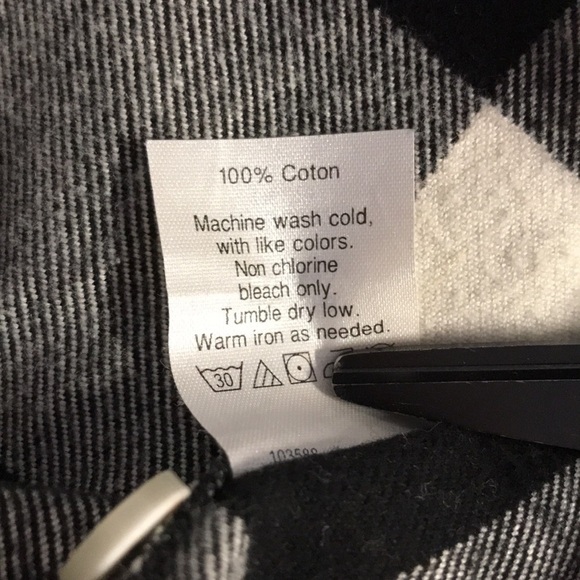 100% Coton
Machine wash cold,
with like colors.
Non chlorine
bleach only.
Tumble dry low.
Warm iron as needed.
30